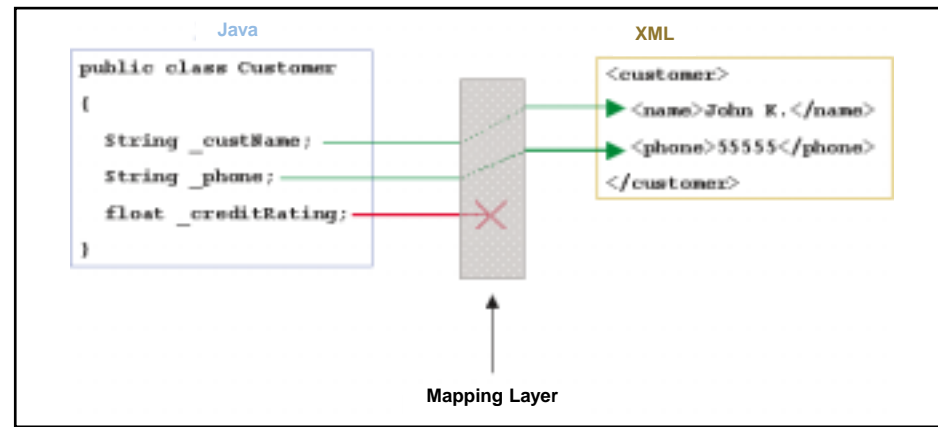 Java
public class Customer
{
String _custName;
String _phone;
float _creditRating;
}
XML
<customer>
<name>John K.</name>
<phone>55555</phone>
</customer>
Mapping Layer